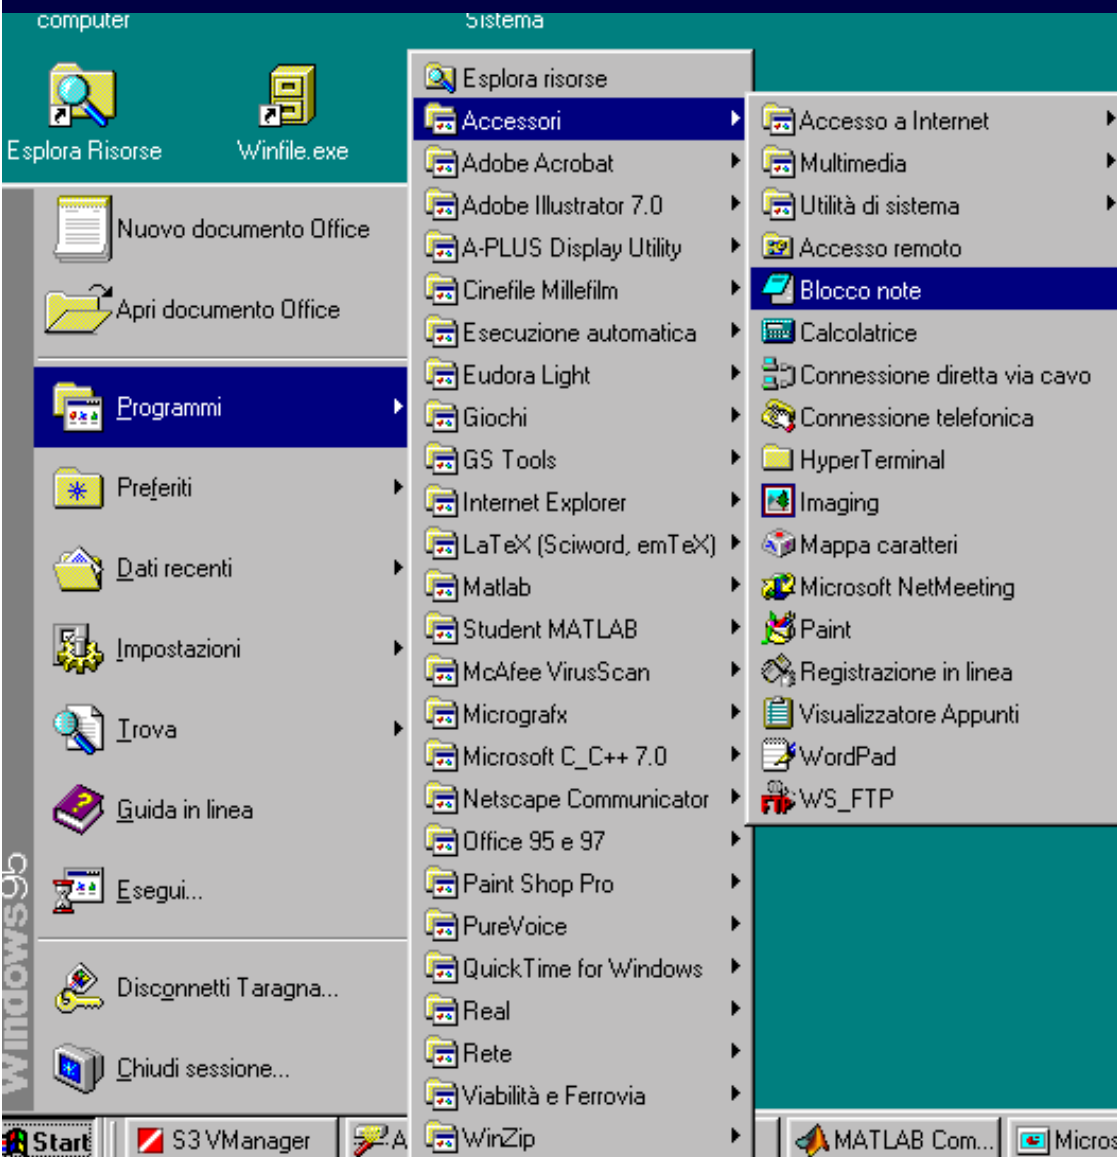 computer
Sistema
Esplora Risorse
Winfile.exe
Nuovo documento Office
Apri documento Office
Programmi
Preferiti
Dati recenti
Impostazioni
Trova
Guida in linea
Esegui...
Disconnetti Taragna...
Chiudi sessione...
Windows95
Esplora risorse
Accessori
Adobe Acrobat
Adobe Illustrator 7.0
A-PLUS Display Utility
Cinefile Millefilm
Esecuzione automatica
Eudora Light
Giochi
GS Tools
Internet Explorer
LaTeX (Sciword, emTeX)
Matlab
Student MATLAB
McAfee VirusScan
Micrografx
Microsoft C_C++ 7.0
Netscape Communicator
Office 95 e 97
Paint Shop Pro
PureVoice
QuickTime for Windows
Real
Rete
Viabilità e Ferrovia
WinZip
Accesso a Internet
Multimedia
Utilità di sistema
Accesso remoto
Blocco note
Calcolatrice
Connessione diretta via cavo
Connessione telefonica
HyperTerminal
Imaging
Mappa caratteri
Microsoft NetMeeting
Paint
Registrazione in linea
Visualizzatore Appunti
WordPad
WS_FTP
Start
S3 VManager
A
MATLAB Com...
Micros